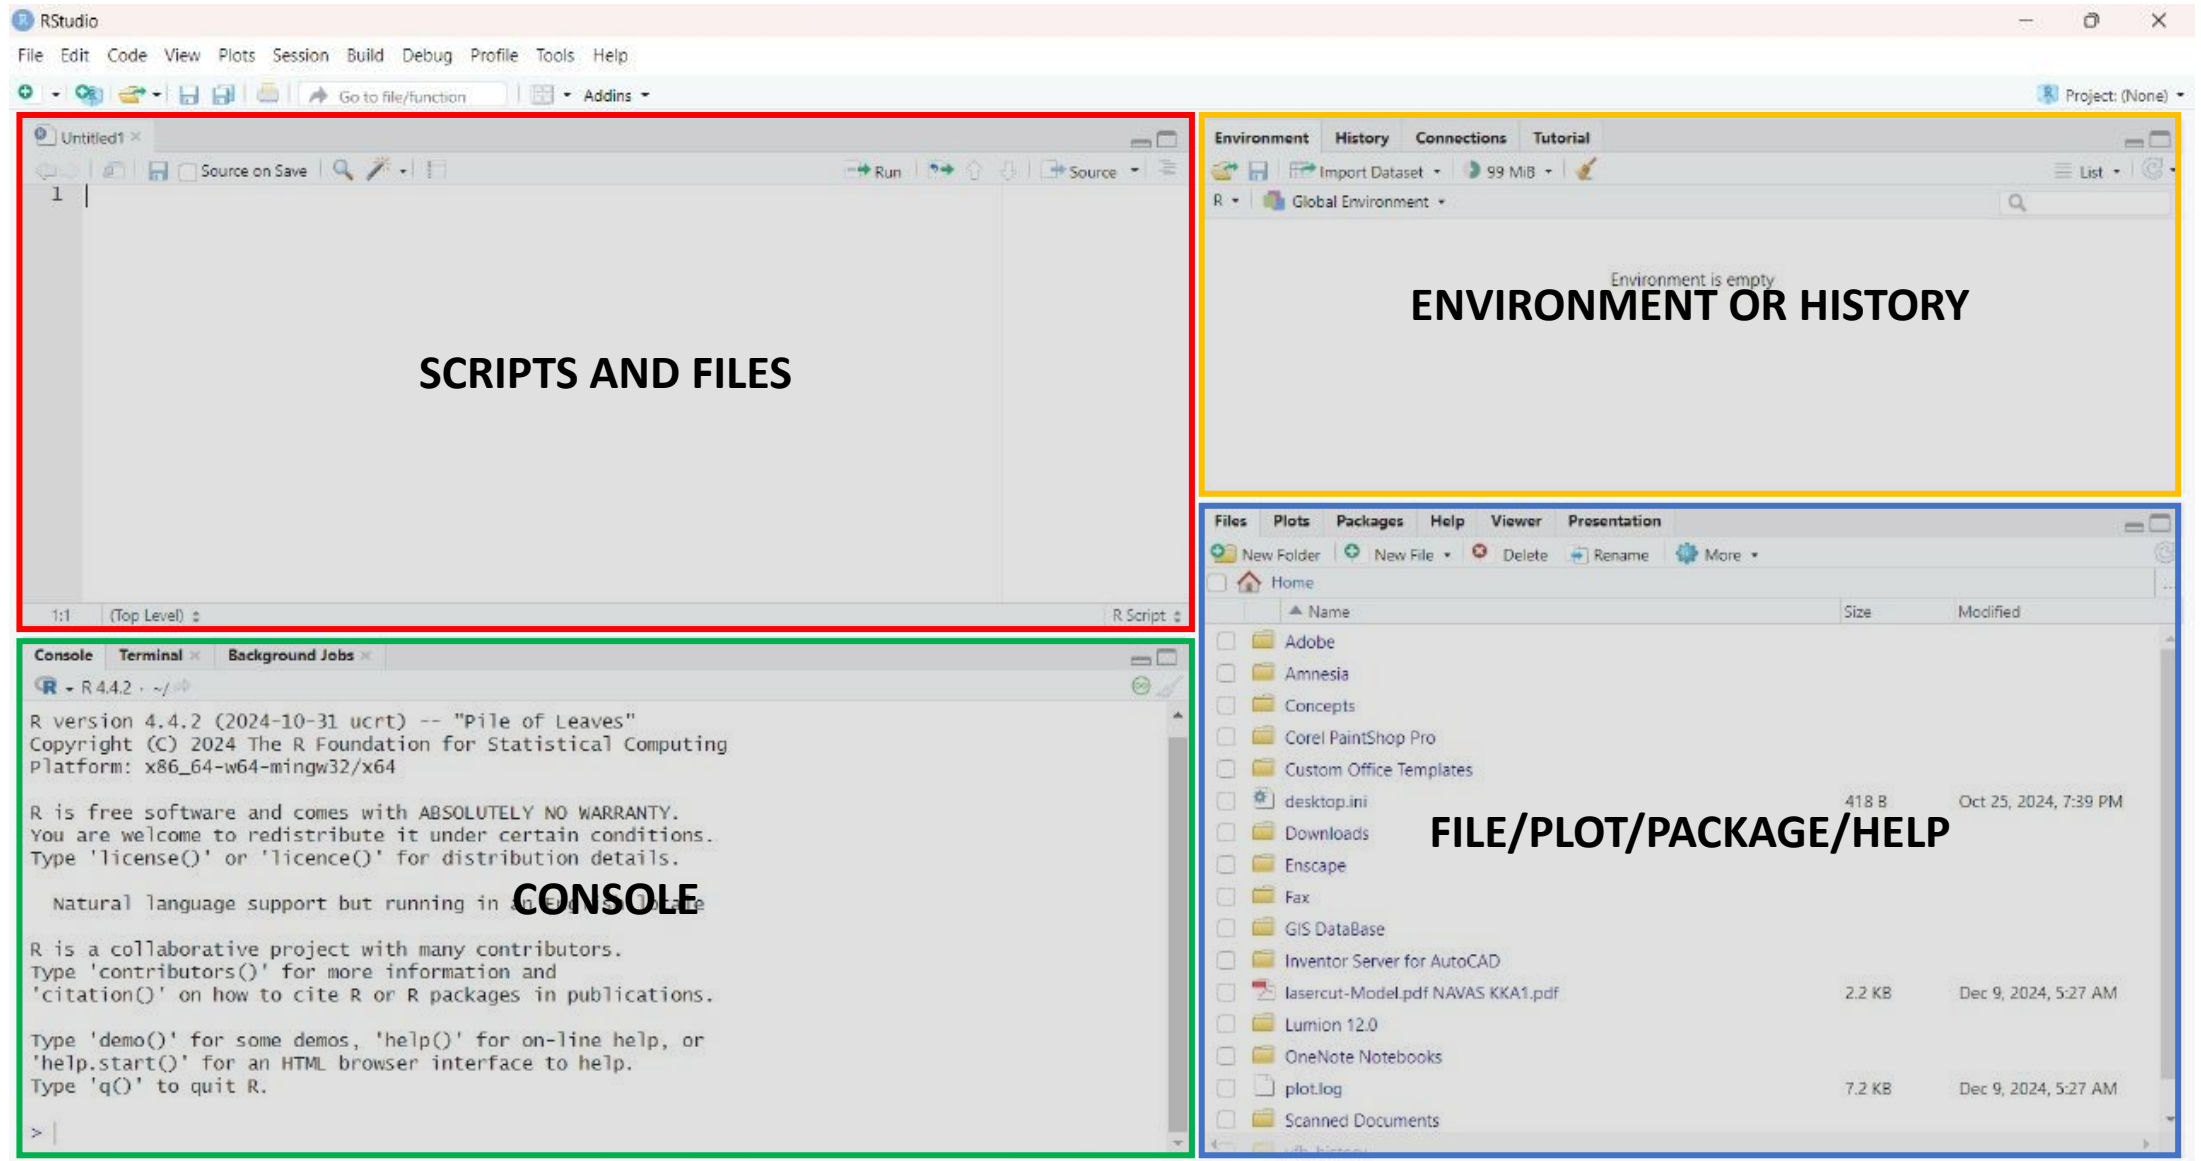 RStudio
File Edit Code View Plots Session Build Debug Profile Tools Help
Go to file/function Addins Project: (None)
Untitled1
Source on Save Run Source
1
SCRIPTS AND FILES
1:1 (Top Level) R Script
Console Terminal Background Jobs
R 4.4.2 · ~/
R version 4.4.2 (2024-10-31 ucrt) -- "Pile of Leaves"
Copyright (C) 2024 The R Foundation for Statistical Computing
Platform: x86_64-w64-mingw32/x64
R is free software and comes with ABSOLUTELY NO WARRANTY.
You are welcome to redistribute it under certain conditions.
Type 'license()' or 'licence()' for distribution details.
Natural language support but running in an English locale
CONSOLE
R is a collaborative project with many contributors.
Type 'contributors()' for more information and
'citation()' on how to cite R or R packages in publications.
Type 'demo()' for some demos, 'help()' for on-line help, or
'help.start()' for an HTML browser interface to help.
Type 'q()' to quit R.
>
Environment History Connections Tutorial
Import Dataset 99 MiB List
R Global Environment
Environment is empty
ENVIRONMENT OR HISTORY
Files Plots Packages Help Viewer Presentation
New Folder New File Delete Rename More
Home ...
Name Size Modified
Adobe
Amnesia
Concepts
Corel PaintShop Pro
Custom Office Templates
desktop.ini 418 B Oct 25, 2024, 7:39 PM
Downloads
FILE/PLOT/PACKAGE/HELP
Enscape
Fax
GIS DataBase
Inventor Server for AutoCAD
lasercut-Model.pdf NAVAS KKA1.pdf 2.2 KB Dec 9, 2024, 5:27 AM
Lumion 12.0
OneNote Notebooks
plot.log 7.2 KB Dec 9, 2024, 5:27 AM
Scanned Documents